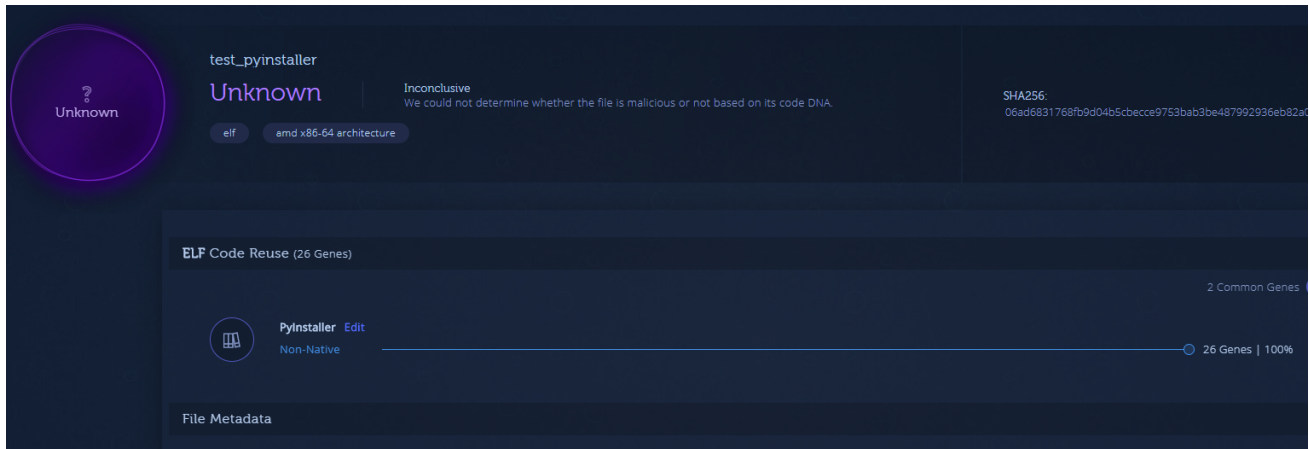 test_pyinstaller
?
Unknown
Unknown
Inconclusive
We could not determine whether the file is malicious or not based on its code DNA.
elf
amd x86-64 architecture
SHA256:
06ad6831768fb9d04b5cbecce9753bab3be487992936eb82a0
ELF Code Reuse (26 Genes)
2 Common Genes
PyInstaller Edit
Non-Native
26 Genes | 100%
File Metadata